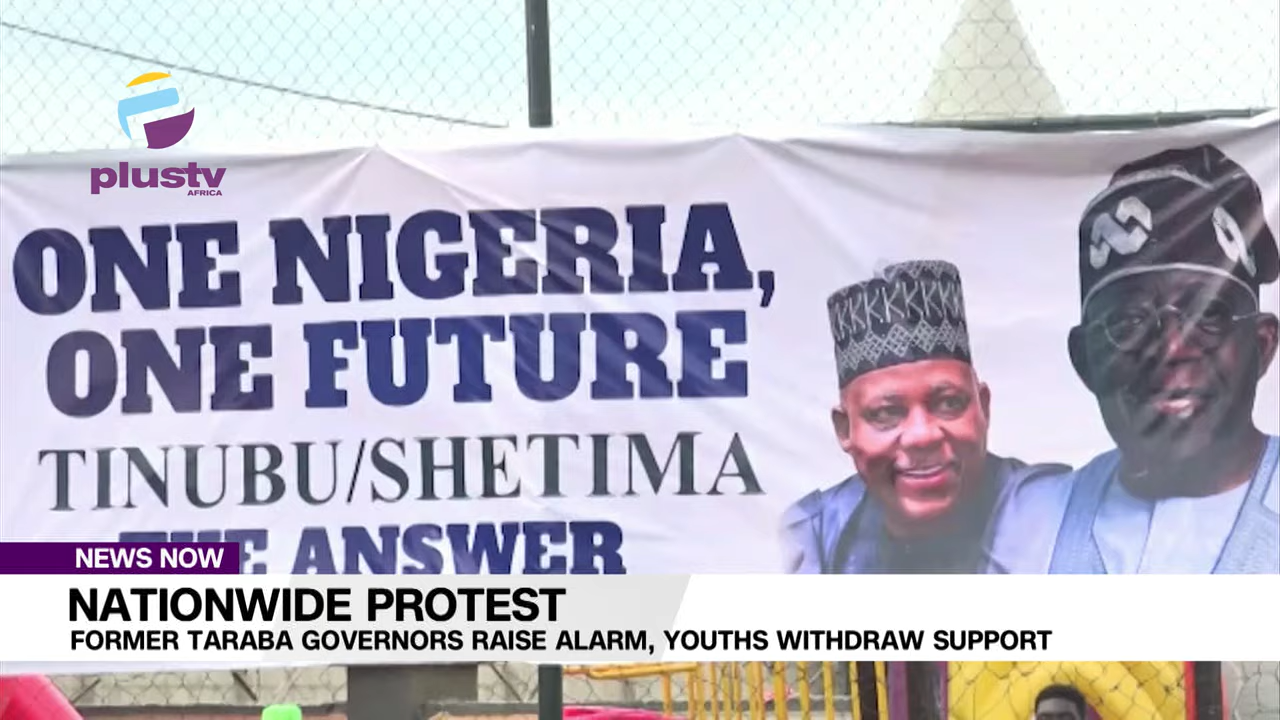 plustv
AFRICA
ONE NIGERIA,
ONE FUTURE
TINUBU/SHETIMA
THE ANSWER
NEWS NOW
NATIONWIDE PROTEST
FORMER TARABA GOVERNORS RAISE ALARM, YOUTHS WITHDRAW SUPPORT